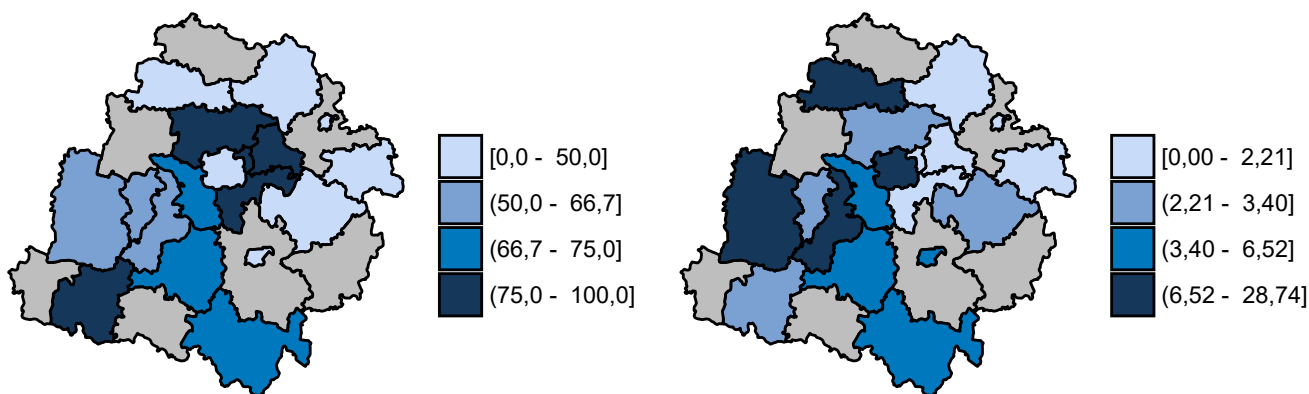 [0,0 - 50,0]
(50,0 - 66,7]
(66,7 - 75,0]
(75,0 - 100,0]
[0,00 - 2,21]
(2,21 - 3,40]
(3,40 - 6,52]
(6,52 - 28,74]